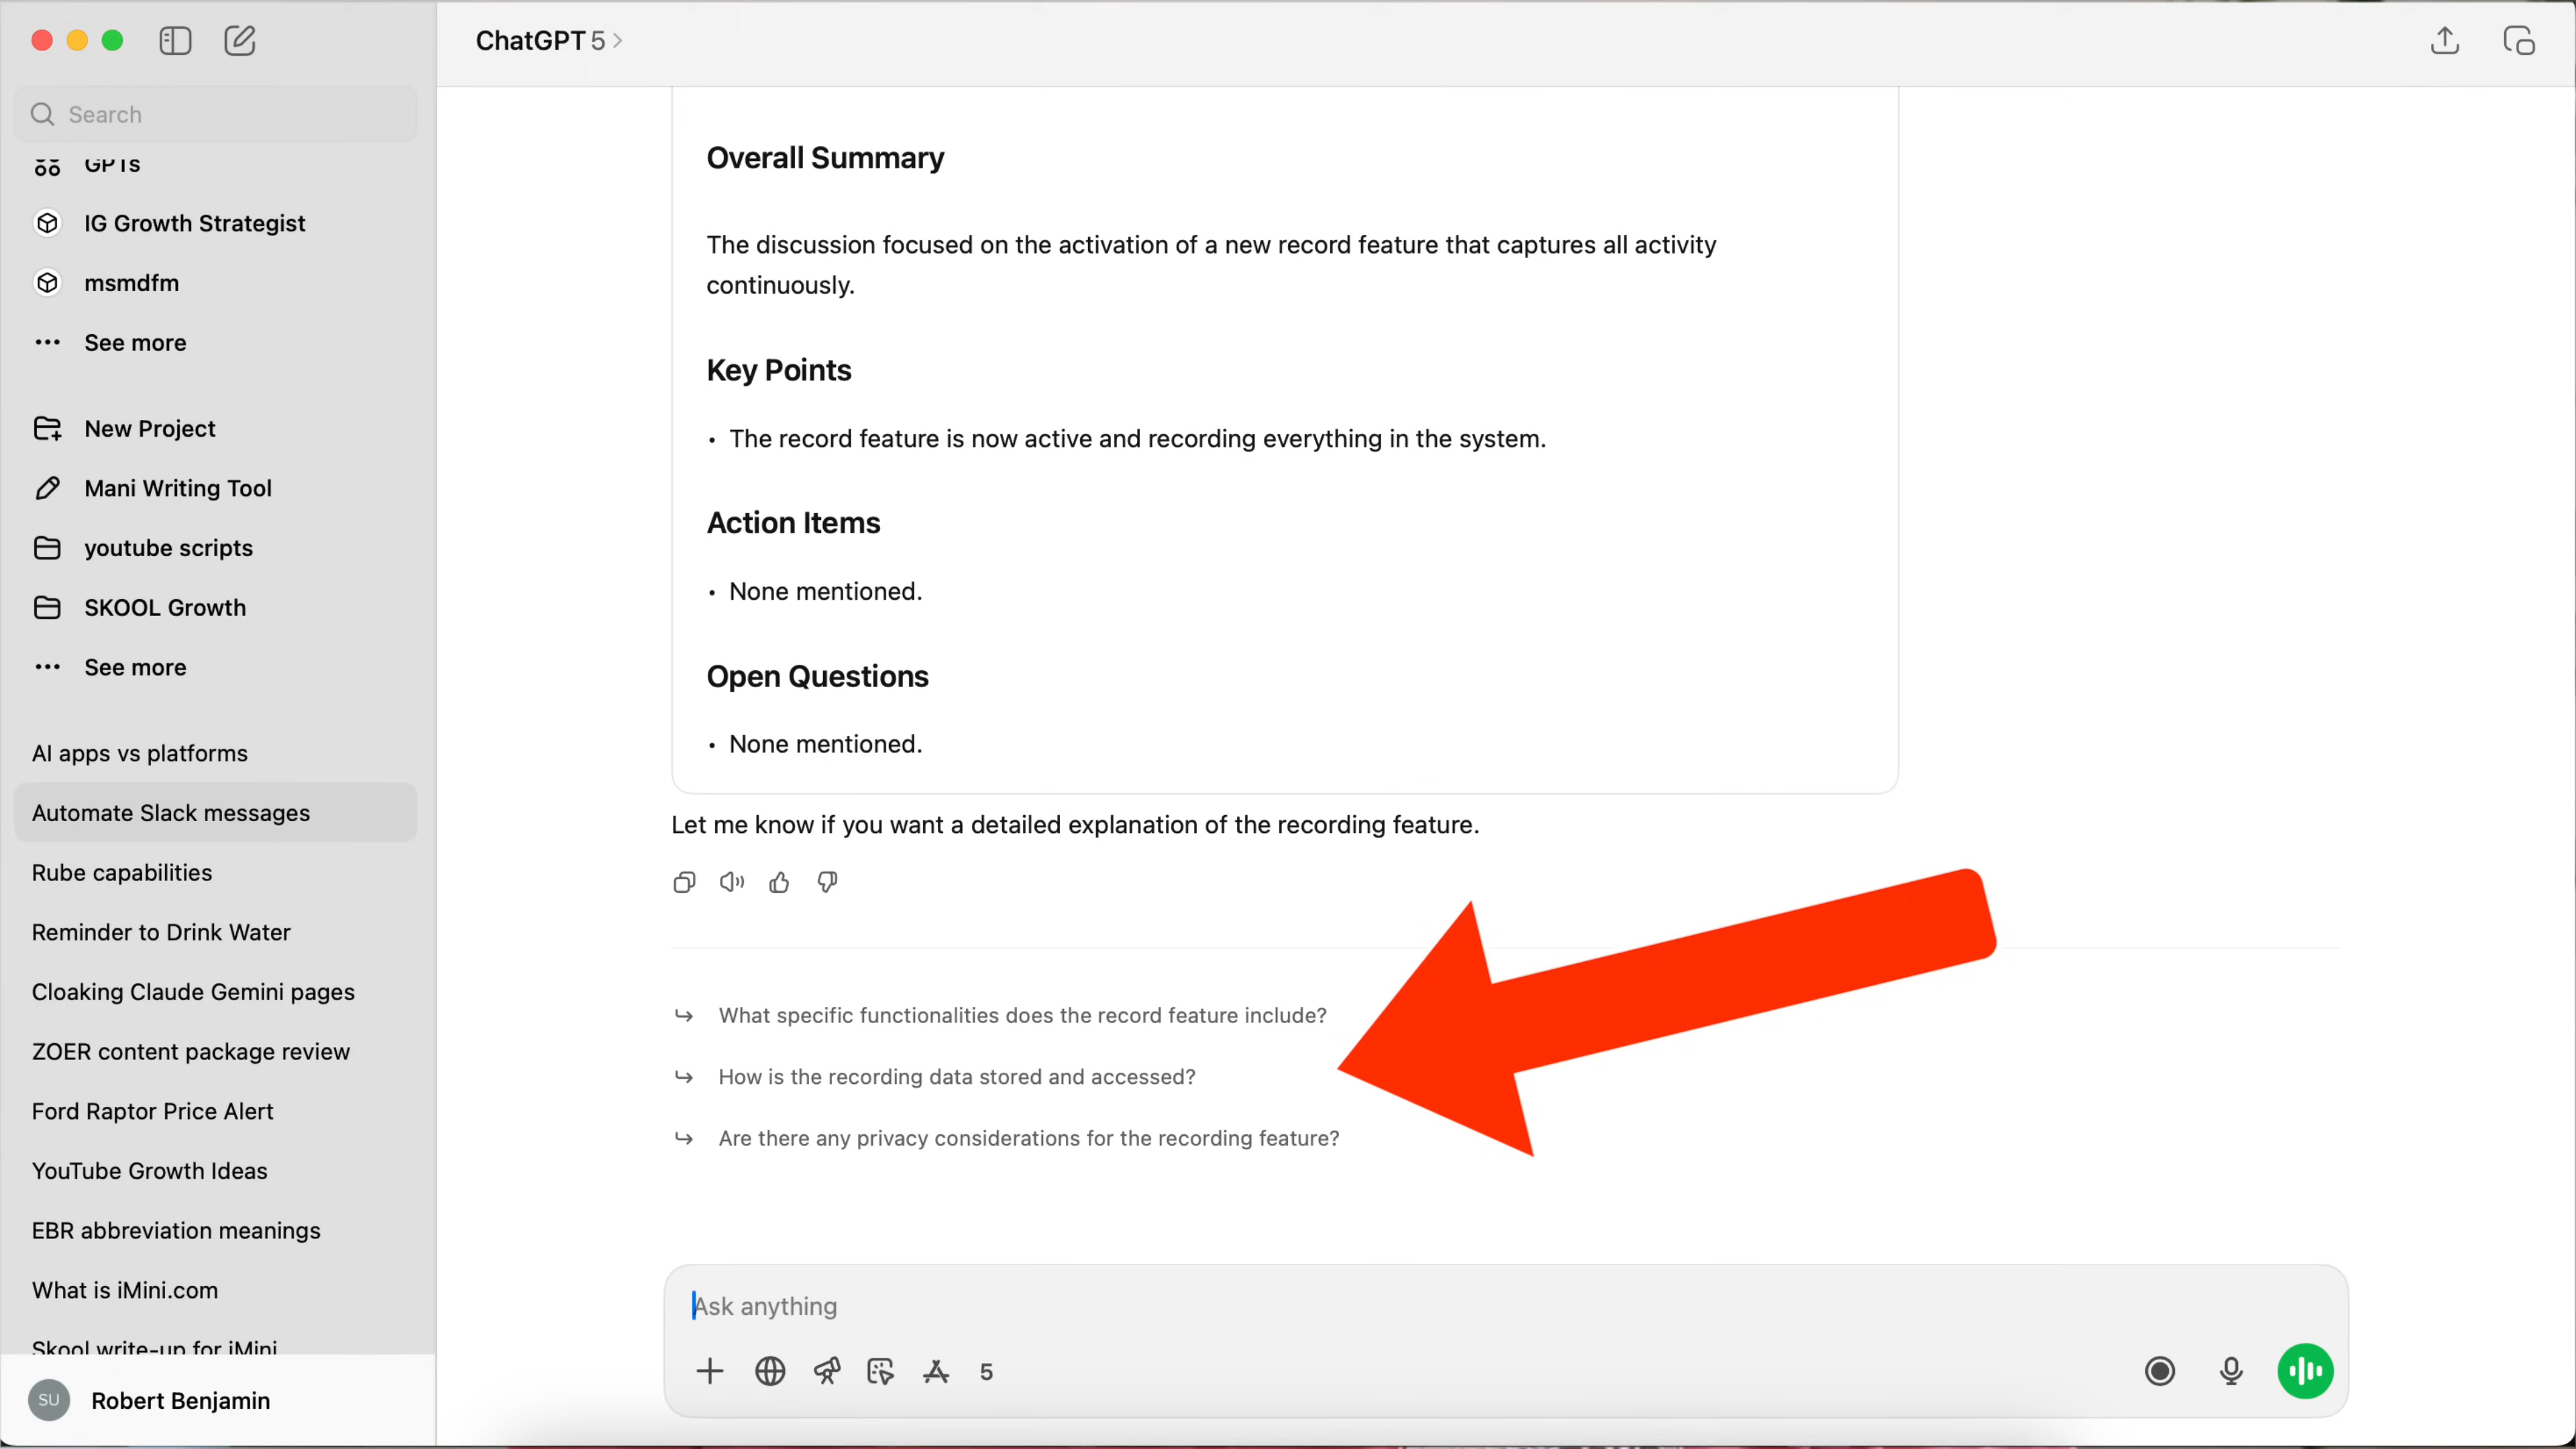 ChatGPT 5
Search
GPTs
IG Growth Strategist
msmdfm
See more
New Project
Mani Writing Tool
youtube scripts
SKOOL Growth
See more
AI apps vs platforms
Automate Slack messages
Rube capabilities
Reminder to Drink Water
Cloaking Claude Gemini pages
ZOER content package review
Ford Raptor Price Alert
YouTube Growth Ideas
EBR abbreviation meanings
What is iMini.com
Skool write-up for iMini
SU
Robert Benjamin
Overall Summary
The discussion focused on the activation of a new record feature that captures all activity
continuously.
Key Points
• The record feature is now active and recording everything in the system.
Action Items
• None mentioned.
Open Questions
• None mentioned.
Let me know if you want a detailed explanation of the recording feature.
What specific functionalities does the record feature include?
How is the recording data stored and accessed?
Are there any privacy considerations for the recording feature?
Ask anything
5